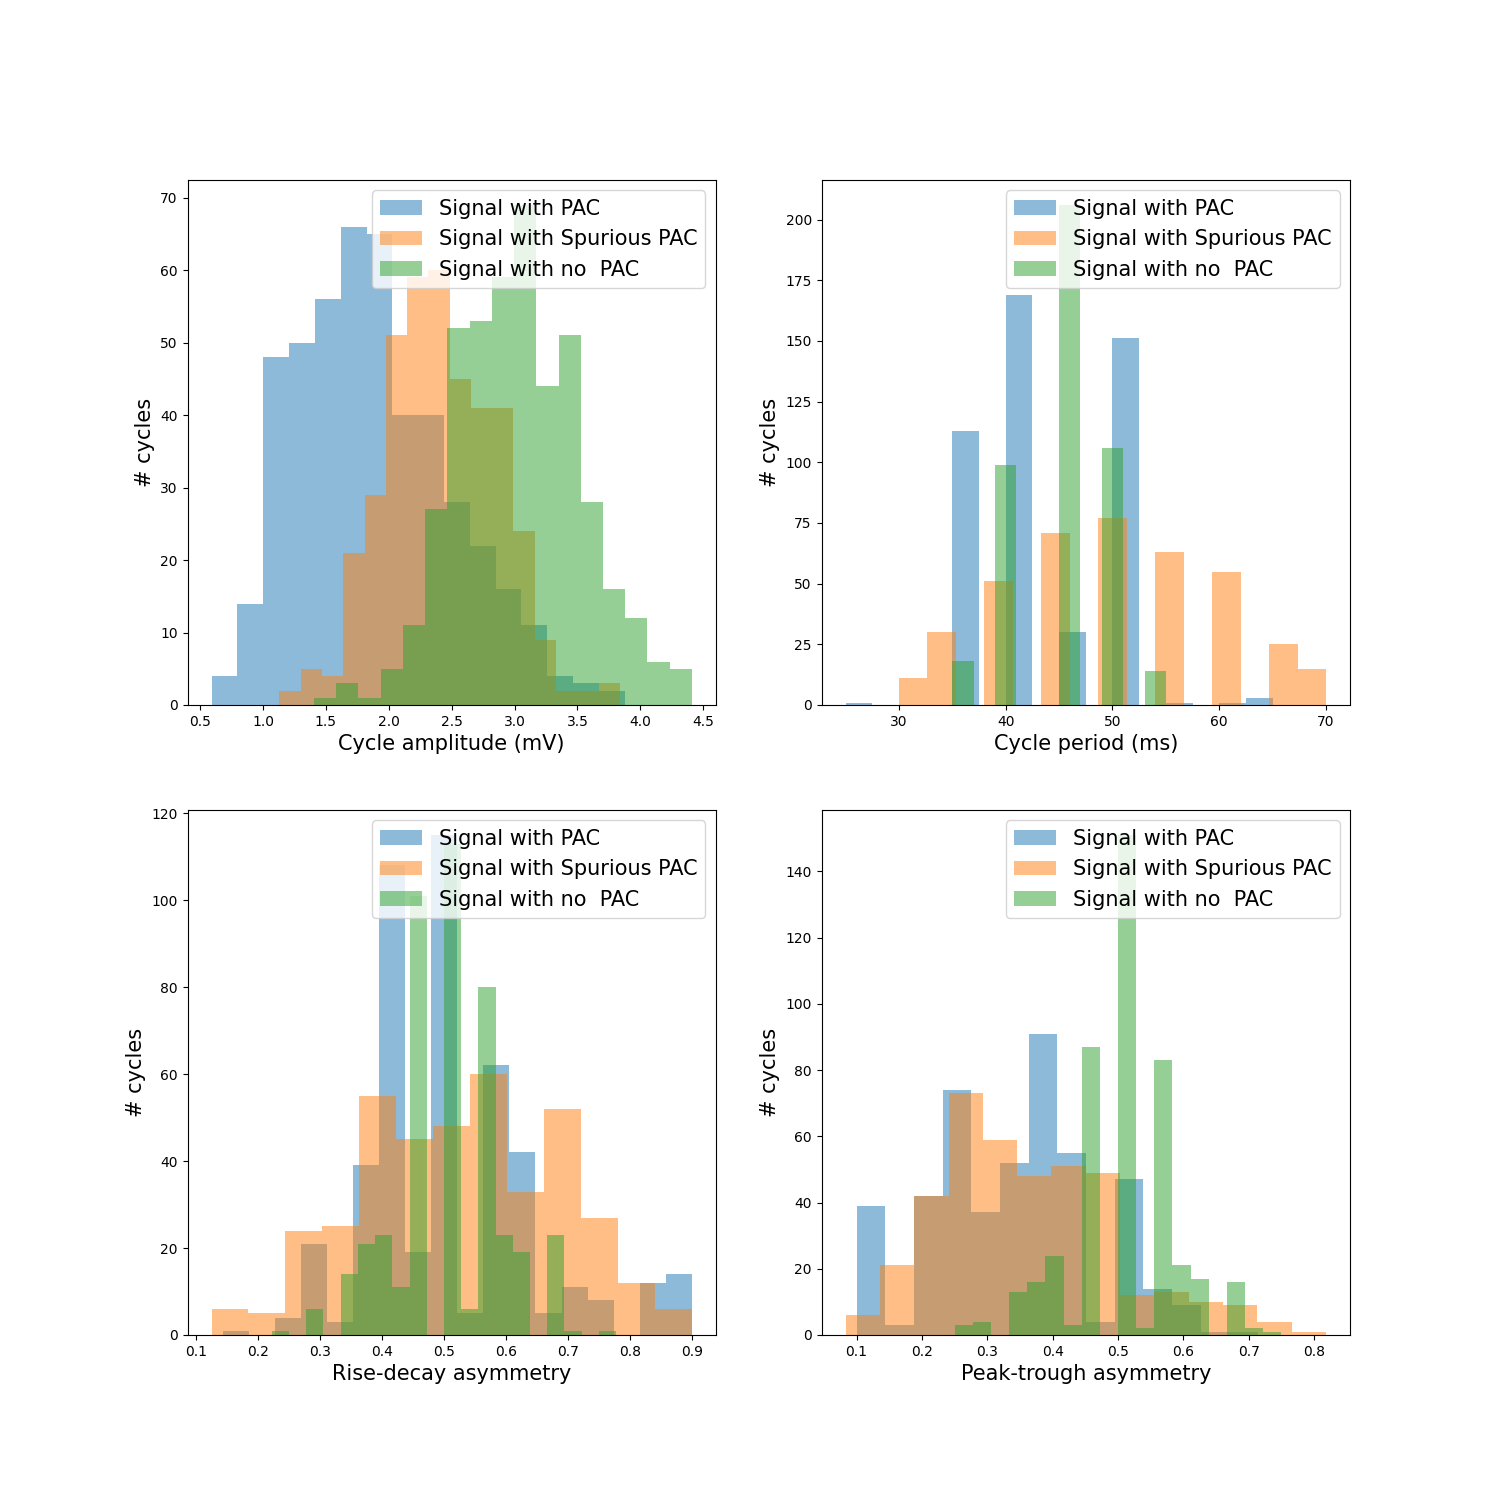 70
60
50
40
30
20
10
0
# cycles
Signal with PAC
Signal with Spurious PAC
Signal with no  PAC
0.5 1.0 1.5 2.0 2.5 3.0 3.5 4.0 4.5
Cycle amplitude (mV)
200
175
150
125
100
75
50
25
0
# cycles
Signal with PAC
Signal with Spurious PAC
Signal with no  PAC
30 40 50 60 70
Cycle period (ms)
120
100
80
60
40
20
0
# cycles
Signal with PAC
Signal with Spurious PAC
Signal with no  PAC
0.1 0.2 0.3 0.4 0.5 0.6 0.7 0.8 0.9
Rise-decay asymmetry
140
120
100
80
60
40
20
0
# cycles
Signal with PAC
Signal with Spurious PAC
Signal with no  PAC
0.1 0.2 0.3 0.4 0.5 0.6 0.7 0.8
Peak-trough asymmetry